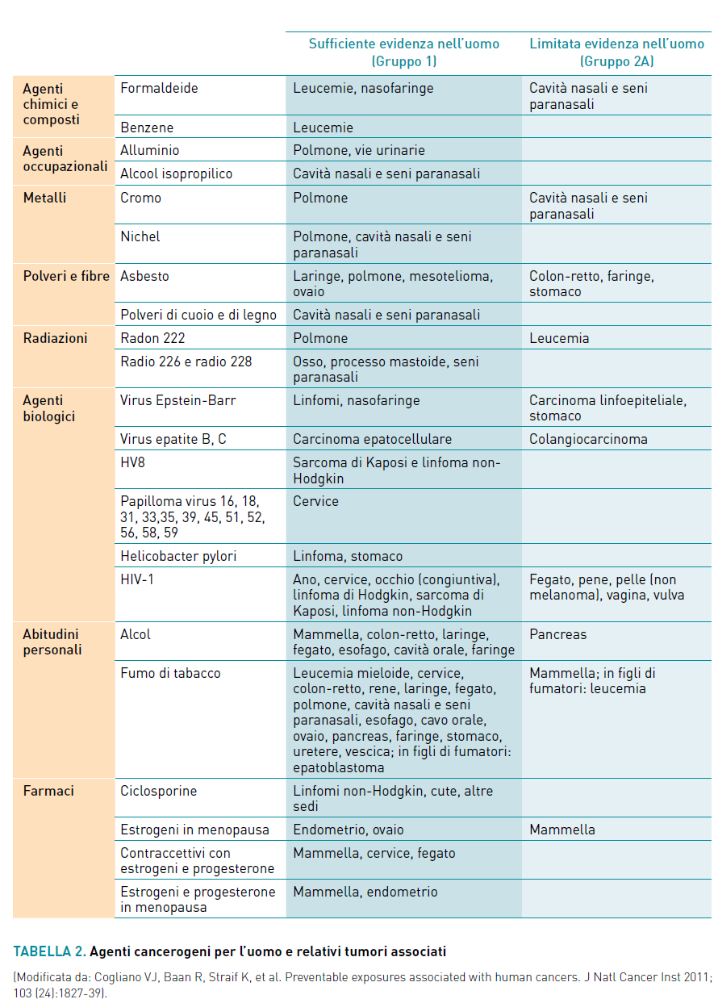 Sufficiente evidenza nell'uomo
(Gruppo 1)
Limitata evidenza nell'uomo
(Gruppo 2A)
Agenti
chimici e
composti
Formaldeide
Leucemie, nasofaringe
Cavità nasali e seni
paranasali
Benzene
Leucemie
Agenti
occupazionali
Alluminio
Polmone, vie urinarie
Alcool isopropilico
Cavità nasali e seni paranasali
Metalli
Cromo
Polmone
Cavità nasali e seni
paranasali
Nichel
Polmone, cavità nasali e seni
paranasali
Polveri e fibre
Asbesto
Laringe, polmone, mesotelioma,
ovaio
Colon-retto, faringe,
stomaco
Polveri di cuoio e di legno
Cavità nasali e seni paranasali
Radiazioni
Radon 222
Polmone
Leucemia
Radio 226 e radio 228
Osso, processo mastoide, seni
paranasali
Agenti
biologici
Virus Epstein-Barr
Linfomi, nasofaringe
Carcinoma linfoepiteliale,
stomaco
Virus epatite B, C
Carcinoma epatocellulare
Colangiocarcinoma
HV8
Sarcoma di Kaposi e linfoma non-
Hodgkin
Papilloma virus 16, 18,
31, 33,35, 39, 45, 51, 52,
56, 58, 59
Cervice
Helicobacter pylori
Linfoma, stomaco
HIV-1
Ano, cervice, occhio (congiuntiva),
linfoma di Hodgkin, sarcoma di
Kaposi, linfoma non-Hodgkin
Fegato, pene, pelle (non
melanoma), vagina, vulva
Abitudini
personali
Alcol
Mammella, colon-retto, laringe,
fegato, esofago, cavità orale, faringe
Pancreas
Fumo di tabacco
Leucemia mieloide, cervice,
colon-retto, rene, laringe, fegato,
polmone, cavità nasali e seni
paranasali, esofago, cavo orale,
ovaio, pancreas, faringe, stomaco,
uretere, vescica; in figli di fumatori:
epatoblastoma
Mammella; in figli di
fumatori: leucemia
Farmaci
Ciclosporine
Linfomi non-Hodgkin, cute, altre
sedi
Estrogeni in menopausa
Endometrio, ovaio
Mammella
Contraccettivi con
estrogeni e progesterone
Mammella, cervice, fegato
Estrogeni e progesterone
in menopausa
Mammella, endometrio
TABELLA 2. Agenti cancerogeni per l'uomo e relativi tumori associati
(Modificata da: Cogliano VJ, Baan R, Straif K, et al. Preventable exposures associated with human cancers. J Natl Cancer Inst 2011;
103 (24):1827-39).